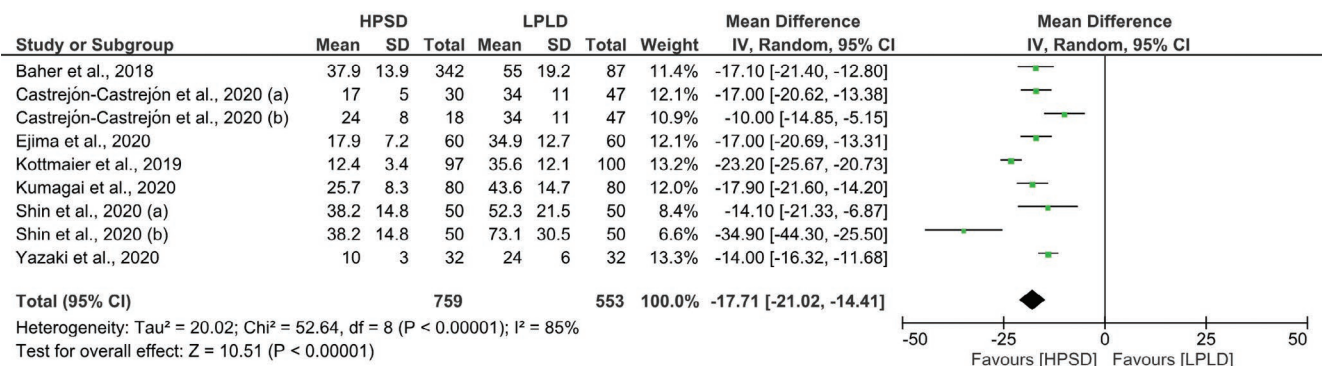 HPSD LPLD Mean Difference Mean Difference
Study or Subgroup Mean SD Total Mean SD Total Weight IV, Random, 95% CI IV, Random, 95% CI
Baher et al., 2018 37.9 13.9 342 55 19.2 87 11.4% -17.10 [-21.40, -12.80]
Castrejón-Castrejón et al., 2020 (a) 17 5 30 34 11 47 12.1% -17.00 [-20.62, -13.38]
Castrejón-Castrejón et al., 2020 (b) 24 8 18 34 11 47 10.9% -10.00 [-14.85, -5.15]
Ejima et al., 2020 17.9 7.2 60 34.9 12.7 60 12.1% -17.00 [-20.69, -13.31]
Kottmaier et al., 2019 12.4 3.4 97 35.6 12.1 100 13.2% -23.20 [-25.67, -20.73]
Kumagai et al., 2020 25.7 8.3 80 43.6 14.7 80 12.0% -17.90 [-21.60, -14.20]
Shin et al., 2020 (a) 38.2 14.8 50 52.3 21.5 50 8.4% -14.10 [-21.33, -6.87]
Shin et al., 2020 (b) 38.2 14.8 50 73.1 30.5 50 6.6% -34.90 [-44.30, -25.50]
Yazaki et al., 2020 10 3 32 24 6 32 13.3% -14.00 [-16.32, -11.68]
Total (95% CI) 759 553 100.0% -17.71 [-21.02, -14.41]
Heterogeneity: Tau² = 20.02; Chi² = 52.64, df = 8 (P < 0.00001); I² = 85%
Test for overall effect: Z = 10.51 (P < 0.00001)
-50 -25 0 25 50
Favours [HPSD] Favours [LPLD]